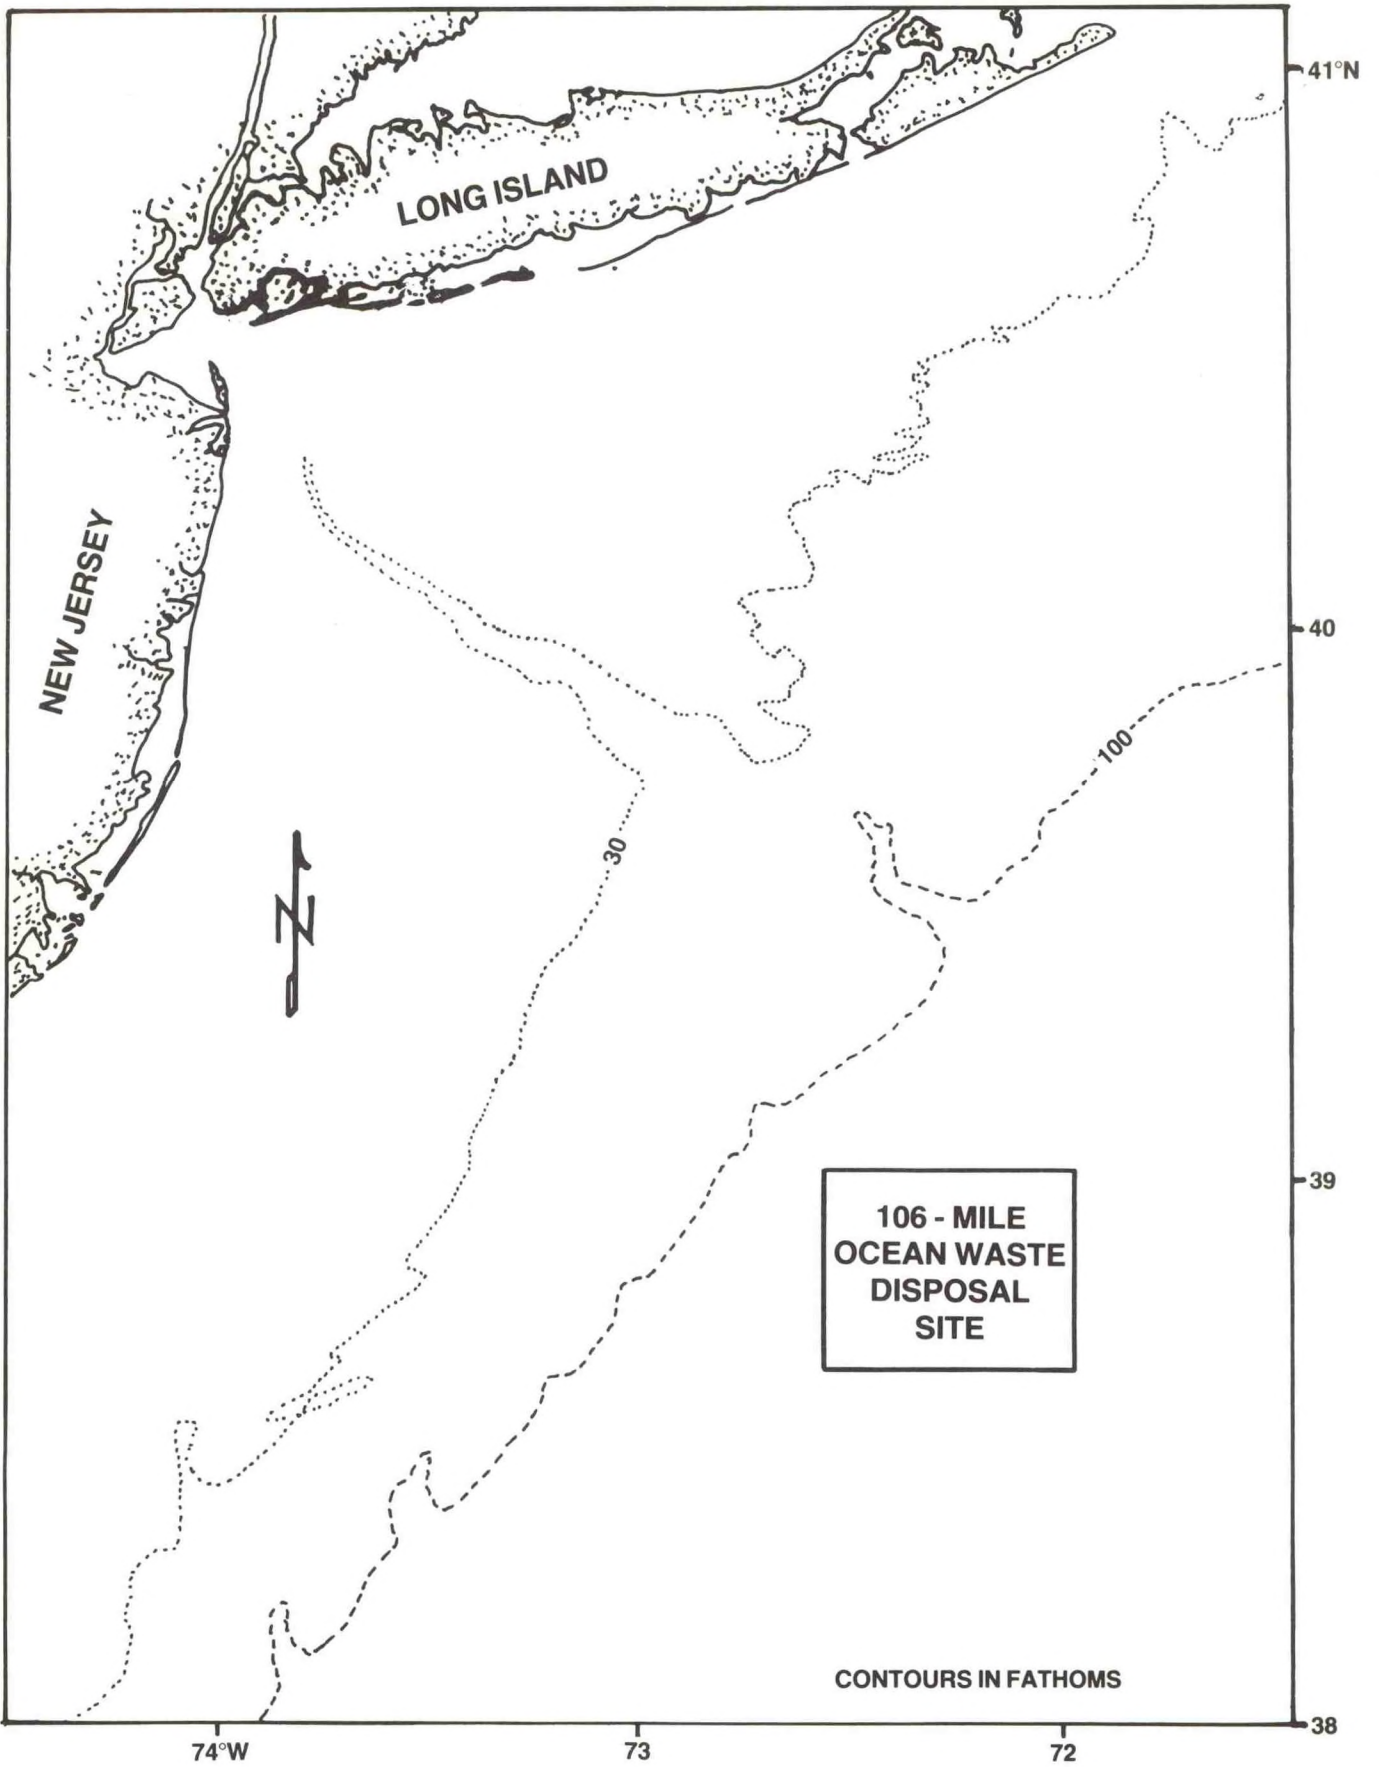 41°N
LONG ISLAND
NEW JERSEY
40
100
30
N
39
106 - MILE
OCEAN WASTE
DISPOSAL
SITE
CONTOURS IN FATHOMS
38
74°W
73
72